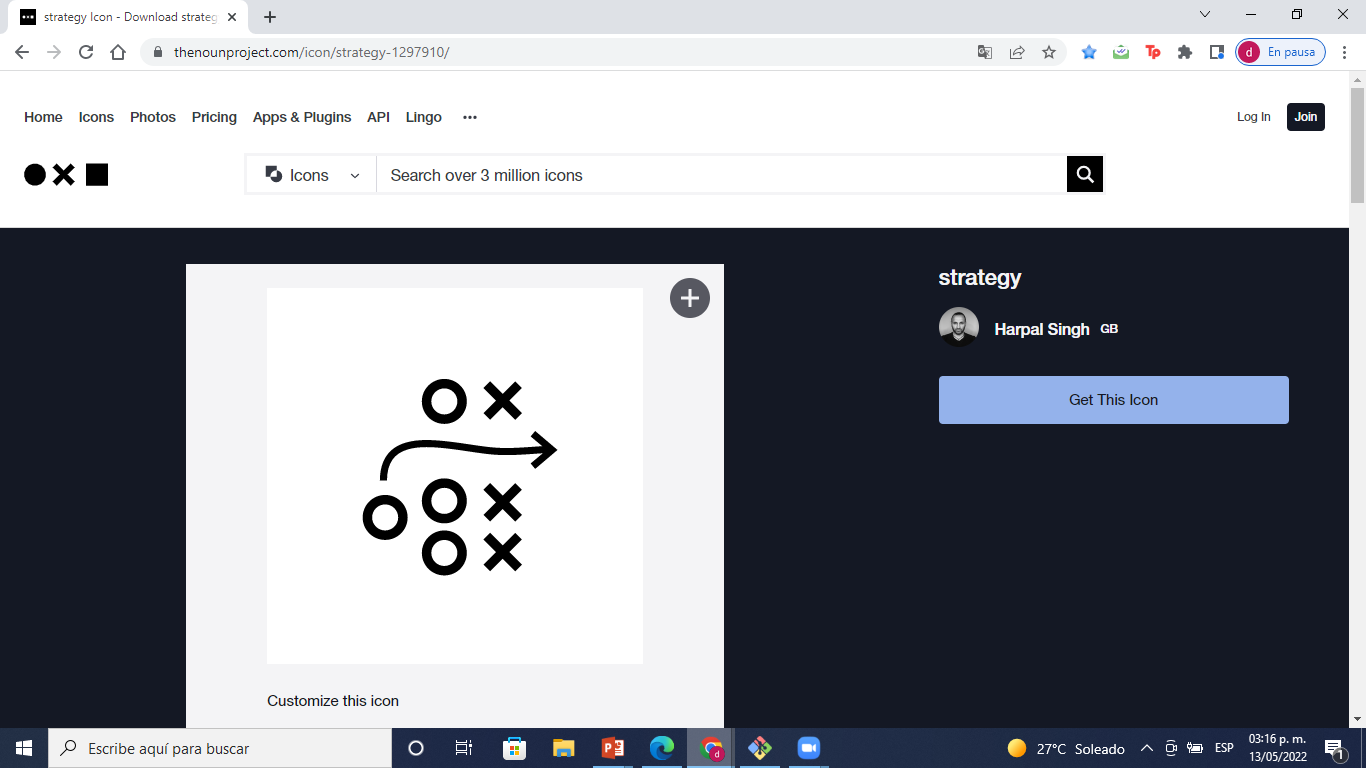 strategy Icon - Download strateg
thenounproject.com/icon/strategy-1297910/
d En pausa
Home Icons Photos Pricing Apps & Plugins API Lingo ...
Log In Join
Icons Search over 3 million icons
strategy
Harpal Singh GB
Get This Icon
Customize this icon
Escribe aquí para buscar
27°C Soleado
ESP
03:16 p. m.
13/05/2022
1